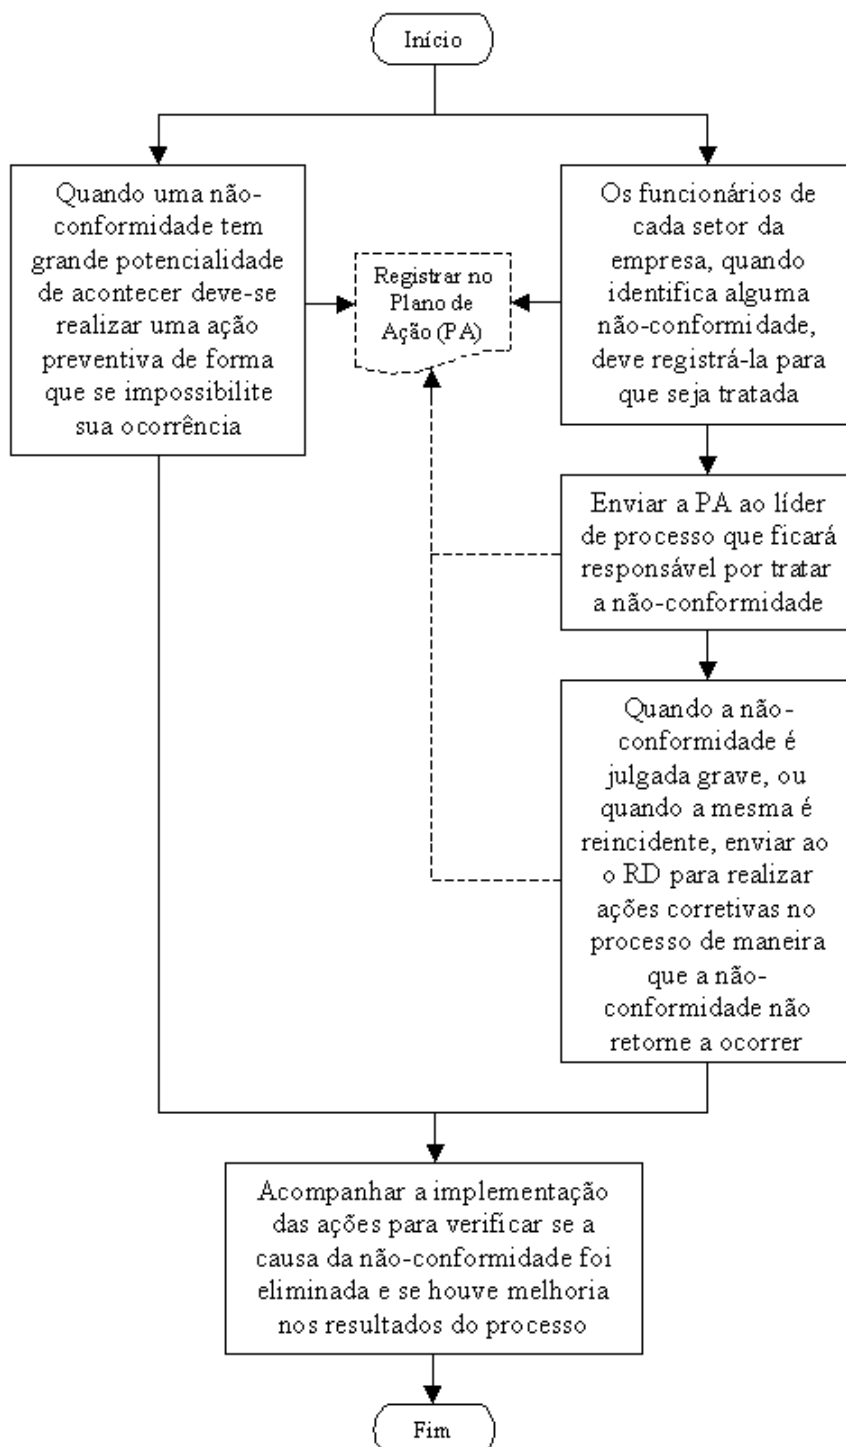 Início
Quando uma não-
conformidade tem
grande potencialidade
de acontecer deve-se
realizar uma ação
preventiva de forma
que se impossibilite
sua ocorrência
Registrar no
Plano de
Ação (PA)
Os funcionários de
cada setor da
empresa, quando
identifica alguma
não-conformidade,
deve registrá-la para
que seja tratada
Enviar a PA ao líder
de processo que ficará
responsável por tratar
a não-conformidade
Quando a não-
conformidade é
julgada grave, ou
quando a mesma é
reincidente, enviar ao
o RD para realizar
ações corretivas no
processo de maneira
que a não-
conformidade não
retorne a ocorrer
Acompanhar a implementação
das ações para verificar se a
causa da não-conformidade foi
eliminada e se houve melhoria
nos resultados do processo
Fim